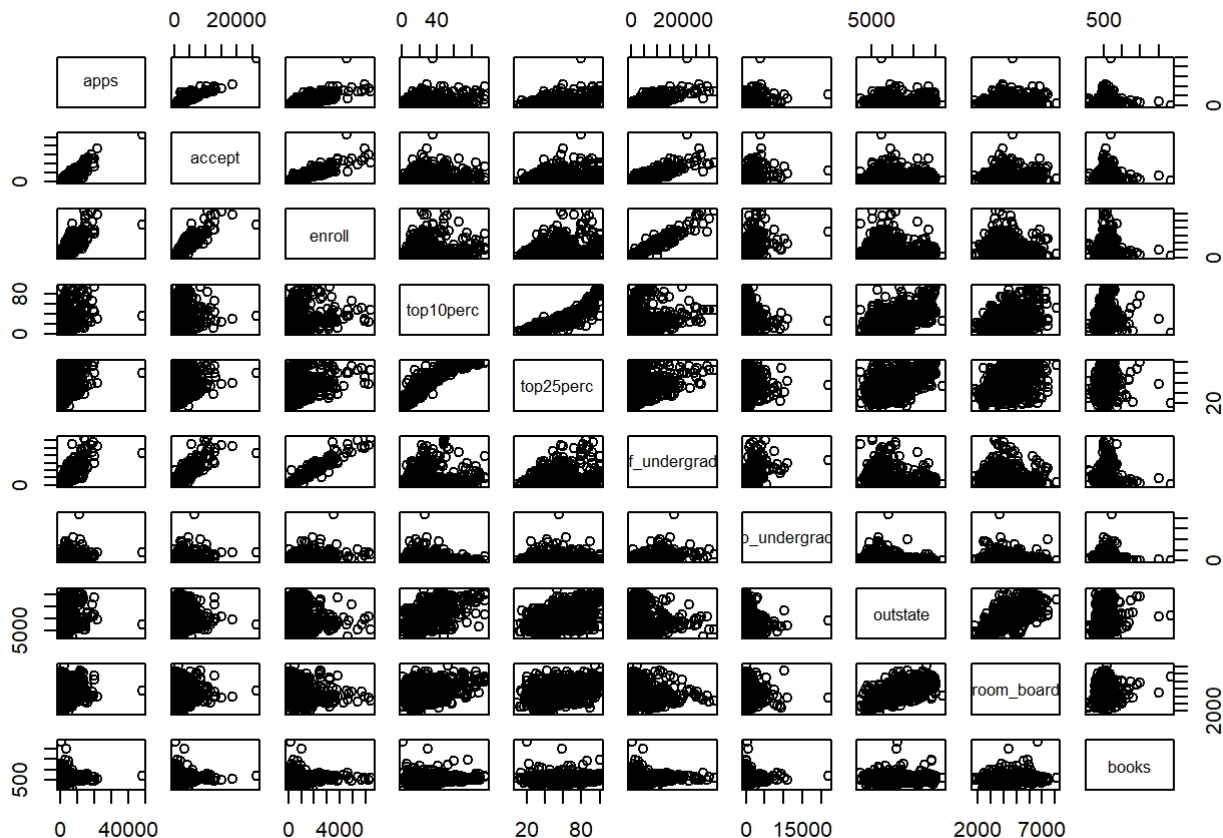 0 20000 0 40 0 20000 5000 500
apps 0
0 accept
enroll 0
0 80 top10perc
top25perc 20
0 f_undergrad
p_undergrad 0
5000 outstate
room_board 2000
500 books
0 40000 0 4000 20 80 0 15000 2000 7000